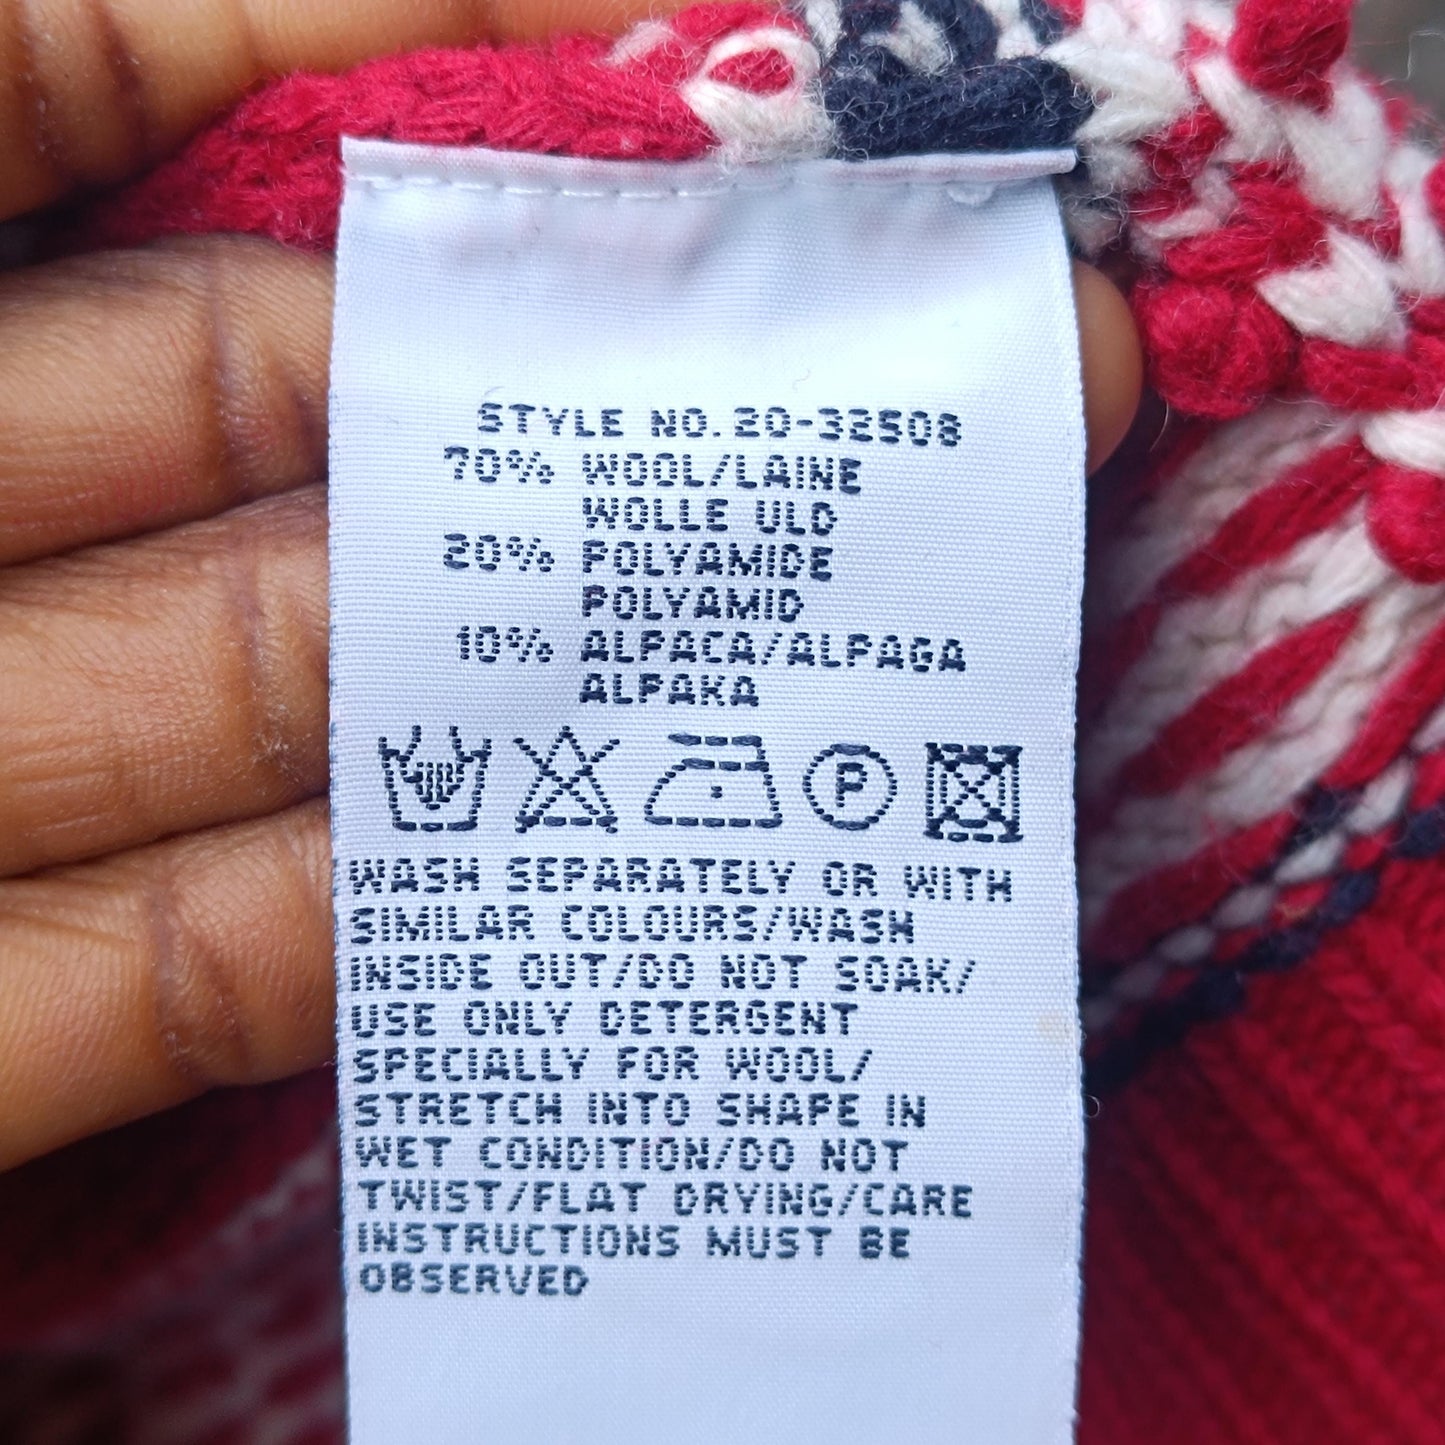 STYLE NO. 20-32508
70% WOOL/LAINE
WOLLE ULD
20% POLYAMIDE
POLYAMID
10% ALPACA/ALPAGA
ALPAKA
P
WASH SEPARATELY OR WITH
SIMILAR COLOURS/WASH
INSIDE OUT/DO NOT SOAK/
USE ONLY DETERGENT
SPECIALLY FOR WOOL/
STRETCH INTO SHAPE IN
WET CONDITION/DO NOT
TWIST/FLAT DRYING/CARE
INSTRUCTIONS MUST BE
OBSERVED